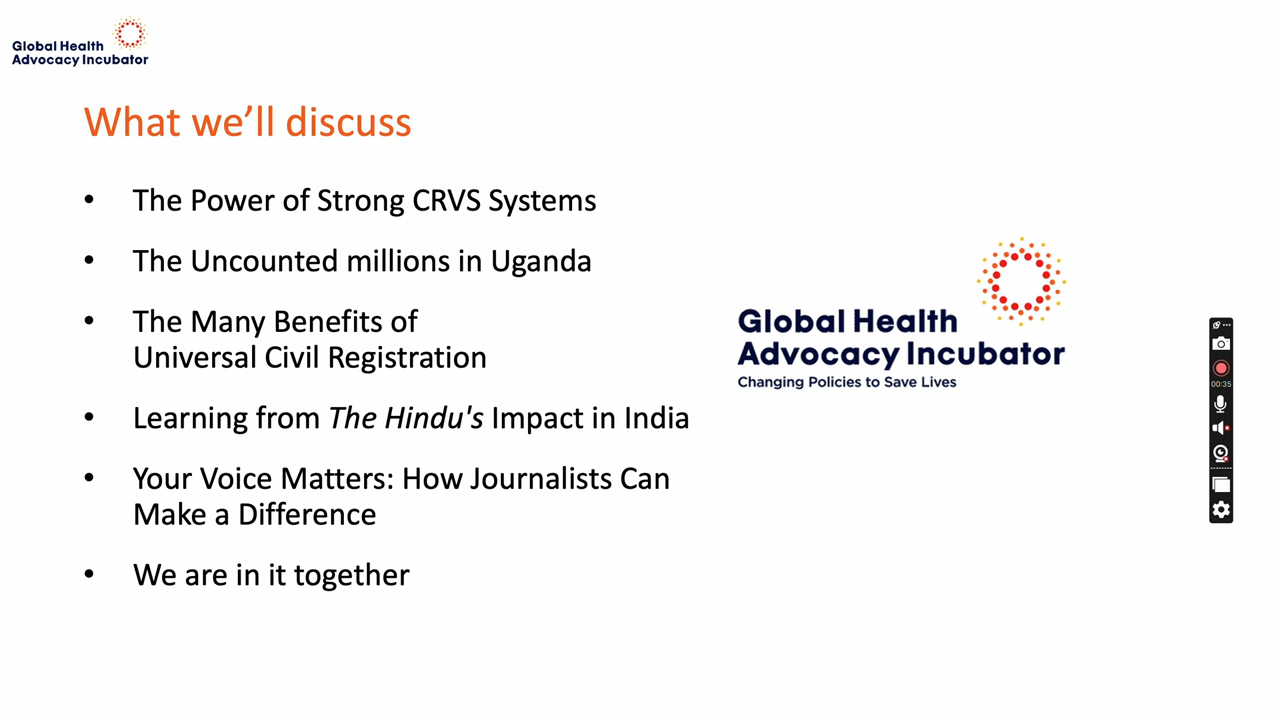 Global Health
Advocacy Incubator
What we’ll discuss
• The Power of Strong CRVS Systems
• The Uncounted millions in Uganda
• The Many Benefits of
Universal Civil Registration
• Learning from The Hindu's Impact in India
• Your Voice Matters: How Journalists Can
Make a Difference
• We are in it together
Global Health
Advocacy Incubator
Changing Policies to Save Lives
00:35